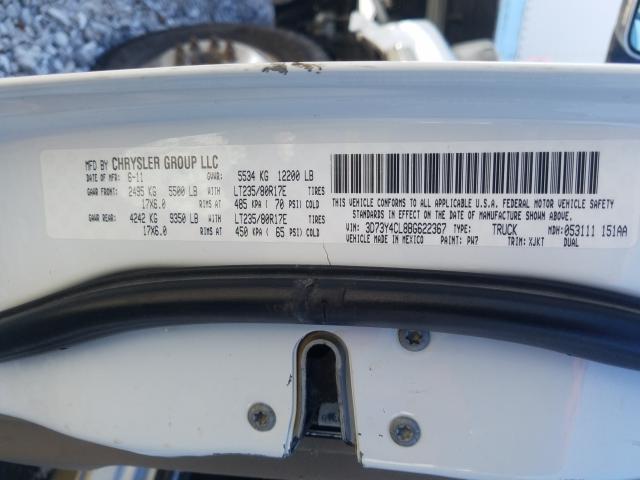 MFD BY CHRYSLER GROUP LLC
DATE OF MFR: 6-11 GVWR: 5534 KG 12200 LB
GAWR FRONT: 2495 KG 5500 LB WITH LT235/80R17E TIRES
17X6.0 RIMS AT 485 KPA ( 70 PSI) COLD
GAWR REAR: 4242 KG 9350 LB WITH LT235/80R17E TIRES
17X6.0 RIMS AT 450 KPA ( 65 PSI) COLD
THIS VEHICLE CONFORMS TO ALL APPLICABLE U.S.A. FEDERAL MOTOR VEHICLE SAFETY
STANDARDS IN EFFECT ON THE DATE OF MANUFACTURE SHOWN ABOVE.
VIN: 3D73Y4CL8BG622367 TYPE: TRUCK MDH: 053111 151AA
VEHICLE MADE IN MEXICO PAINT: PW7 TRIM: XJKT DUAL